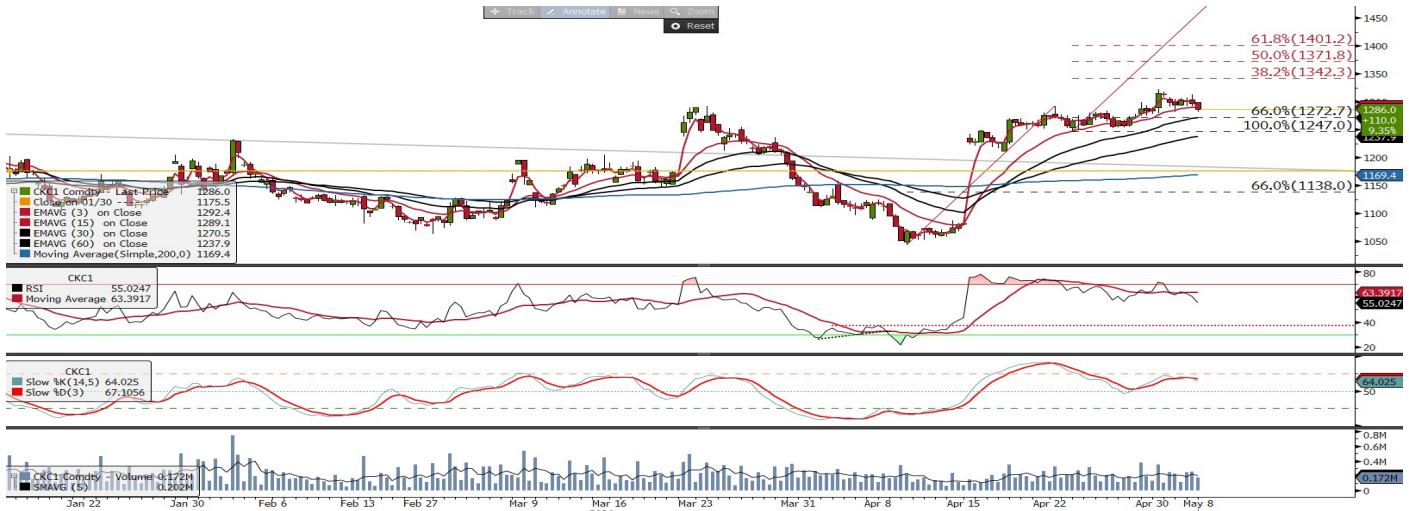 Track Annotate News Zoom
Reset
1450
61.8%(1401.2)
1400
50.0%(1371.8)
38.2%(1342.3)
1350
1286.0
+110.0
9.35%
66.0%(1272.7)
100.0%(1247.0)
1237.9
1200
1169.4
1150
66.0%(1138.0)
1100
1050
CKC1 Comdty - Last Price 1286.0
Close on 01/30 --- 1175.5
EMAVG (3) on Close 1292.4
EMAVG (15) on Close 1289.1
EMAVG (30) on Close 1270.5
EMAVG (60) on Close 1237.9
Moving Average(Simple,200,0) 1169.4
CKC1
RSI 55.0247
Moving Average 63.3917
80
63.3917
55.0247
40
20
CKC1
Slow %K(14,5) 64.025
Slow %D(3) 67.1056
64.025
50
CKC1 Comdty - Volume 0.172M
SMAVG (5) 0.202M
0.8M
0.6M
0.4M
0.172M
0
Jan 22 Jan 30 Feb 6 Feb 13 Feb 27 Mar 9 Mar 16 Mar 23 Mar 31 Apr 8 Apr 15 Apr 22 Apr 30 May 8